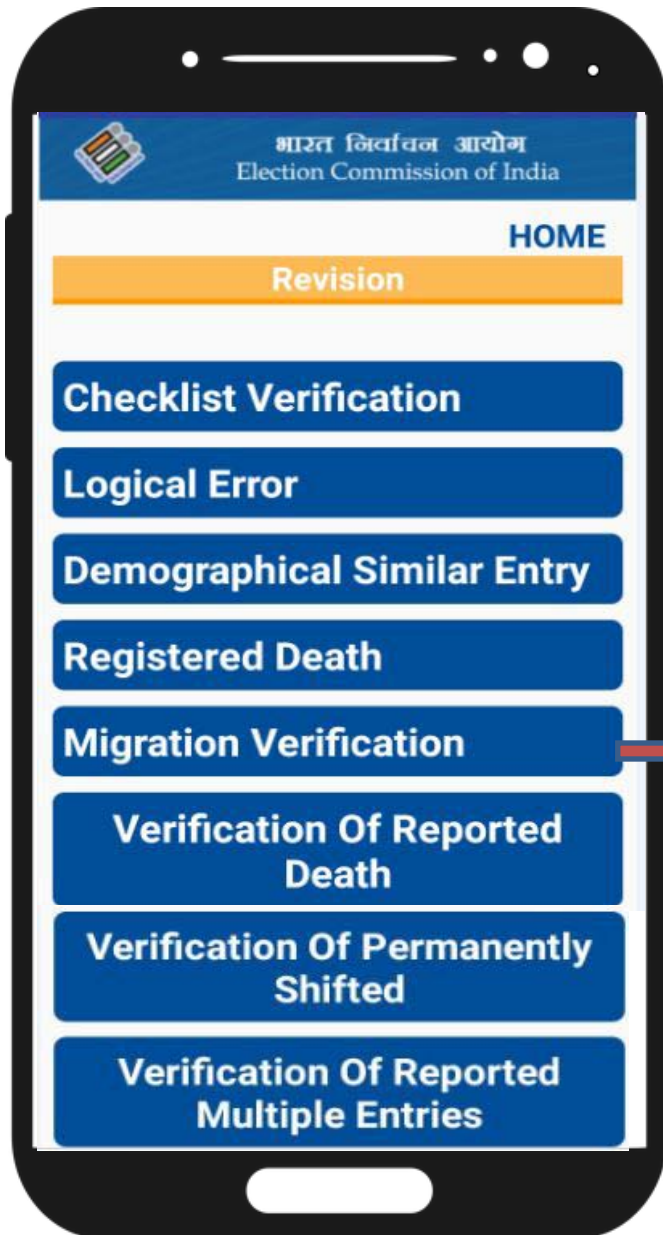 भारत निर्वाचन आयोग
Election Commission of India
HOME
Revision
Checklist Verification
Logical Error
Demographical Similar Entry
Registered Death
Migration Verification
Verification Of Reported
Death
Verification Of Permanently
Shifted
Verification Of Reported
Multiple Entries